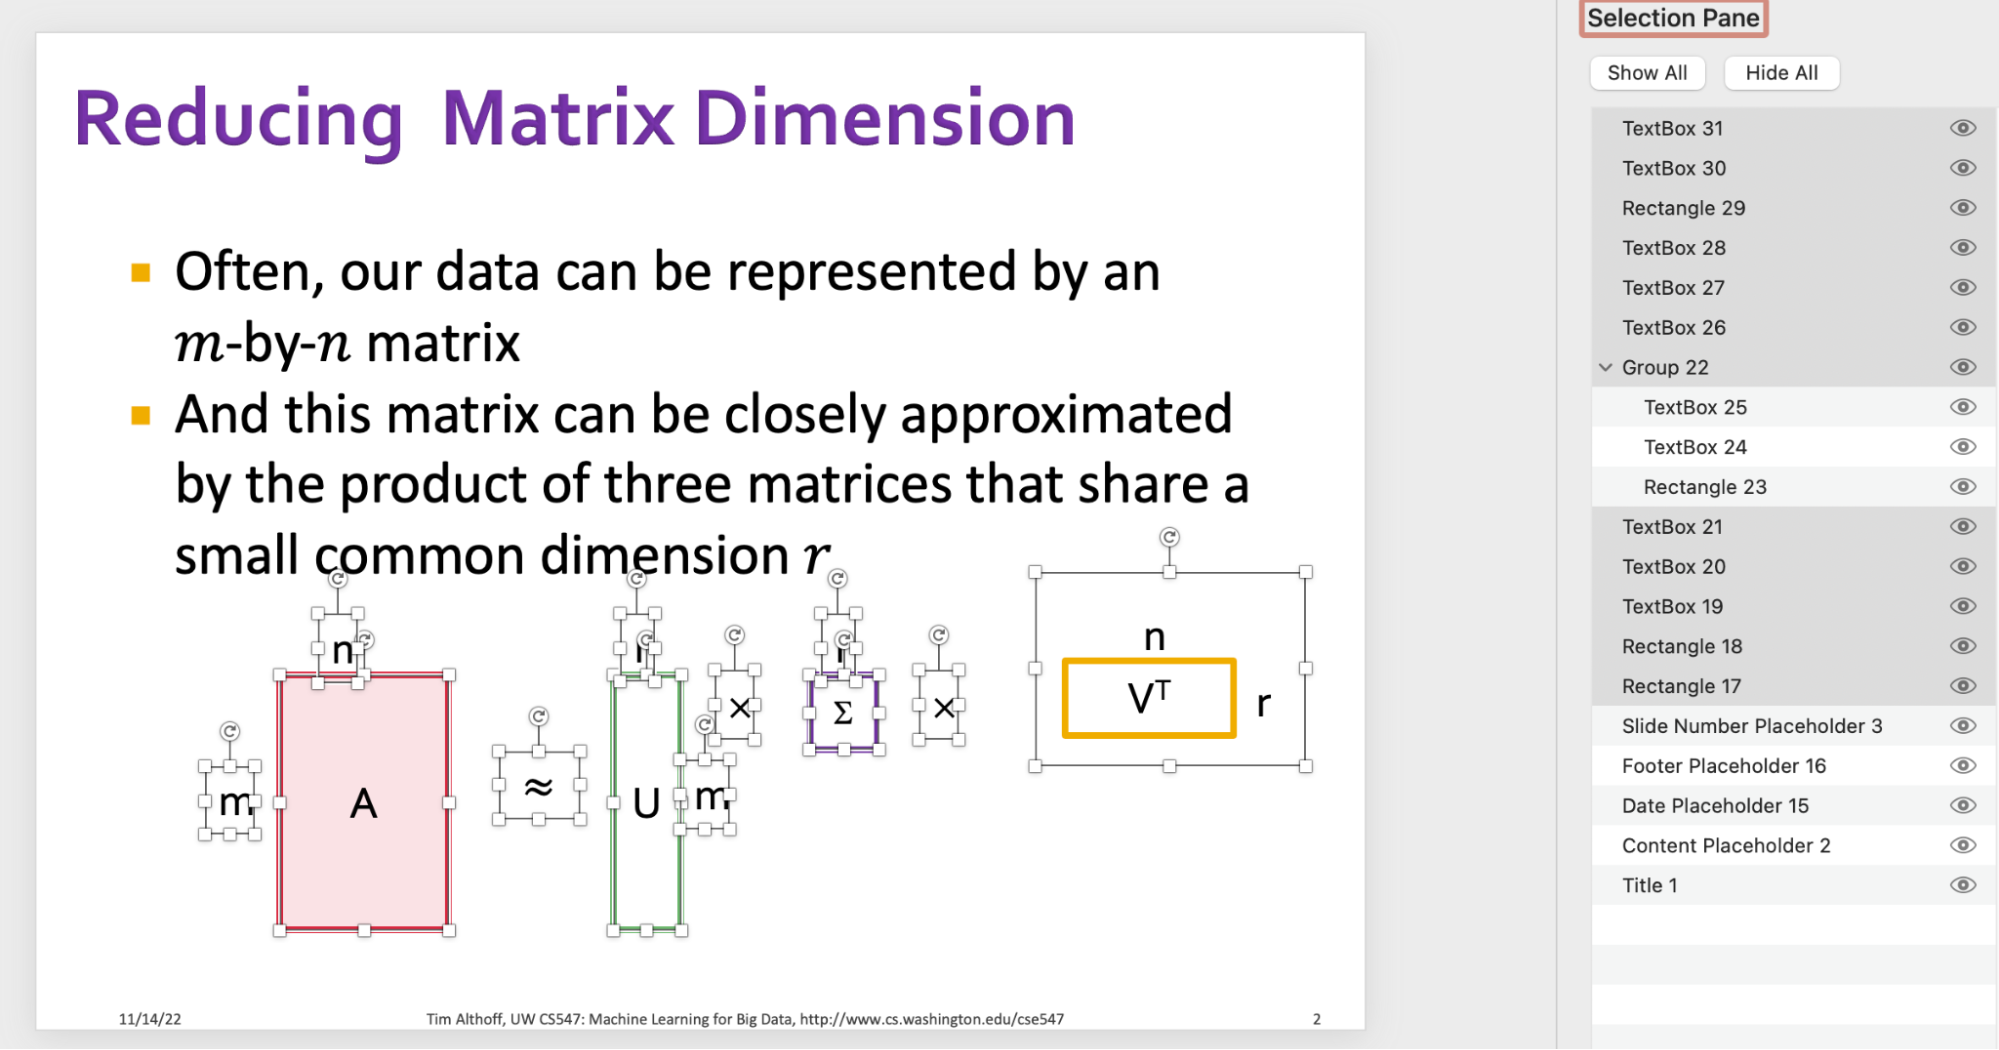 Reducing Matrix Dimension
Often, our data can be represented by an
m-by-n matrix
And this matrix can be closely approximated
by the product of three matrices that share a
small common dimension r
n
m
A
≈
U
m
×
Σ
×
n
Vᵀ
r
11/14/22
Tim Althoff, UW CS547: Machine Learning for Big Data, http://www.cs.washington.edu/cse547
2
Selection Pane
Show All
Hide All
TextBox 31
TextBox 30
Rectangle 29
TextBox 28
TextBox 27
TextBox 26
Group 22
TextBox 25
TextBox 24
Rectangle 23
TextBox 21
TextBox 20
TextBox 19
Rectangle 18
Rectangle 17
Slide Number Placeholder 3
Footer Placeholder 16
Date Placeholder 15
Content Placeholder 2
Title 1